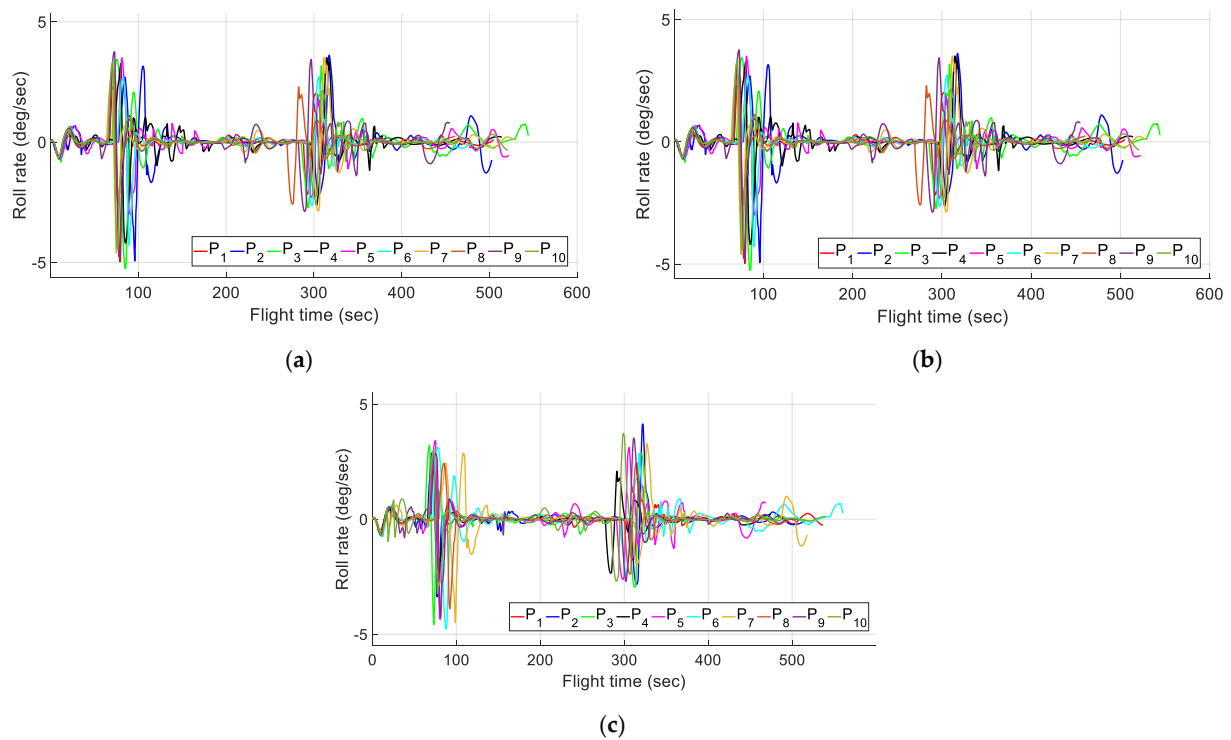 5
0
-5
Roll rate (deg/sec)
100 200 300 400 500 600
Flight time (sec)
P1 P2 P3 P4 P5 P6 P7 P8 P9 P10
(a)
5
0
-5
Roll rate (deg/sec)
100 200 300 400 500 600
Flight time (sec)
P1 P2 P3 P4 P5 P6 P7 P8 P9 P10
(b)
5
0
-5
Roll rate (deg/sec)
0 100 200 300 400 500
Flight time (sec)
P1 P2 P3 P4 P5 P6 P7 P8 P9 P10
(c)